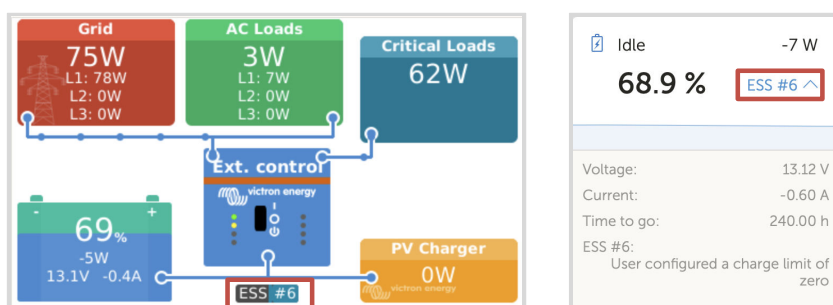 Grid
75W
L1: 78W
L2: 0W
L3: 0W
AC Loads
3W
L1: 7W
L2: 0W
L3: 0W
Critical Loads
62W
Ext. control
victron energy
-
+
69%
-5W
13.1V -0.4A
ESS #6
PV Charger
0W
victron energy
Idle
-7 W
68.9 %
ESS #6
Voltage:
13.12 V
Current:
-0.60 A
Time to go:
240.00 h
ESS #6:
User configured a charge limit of
zero